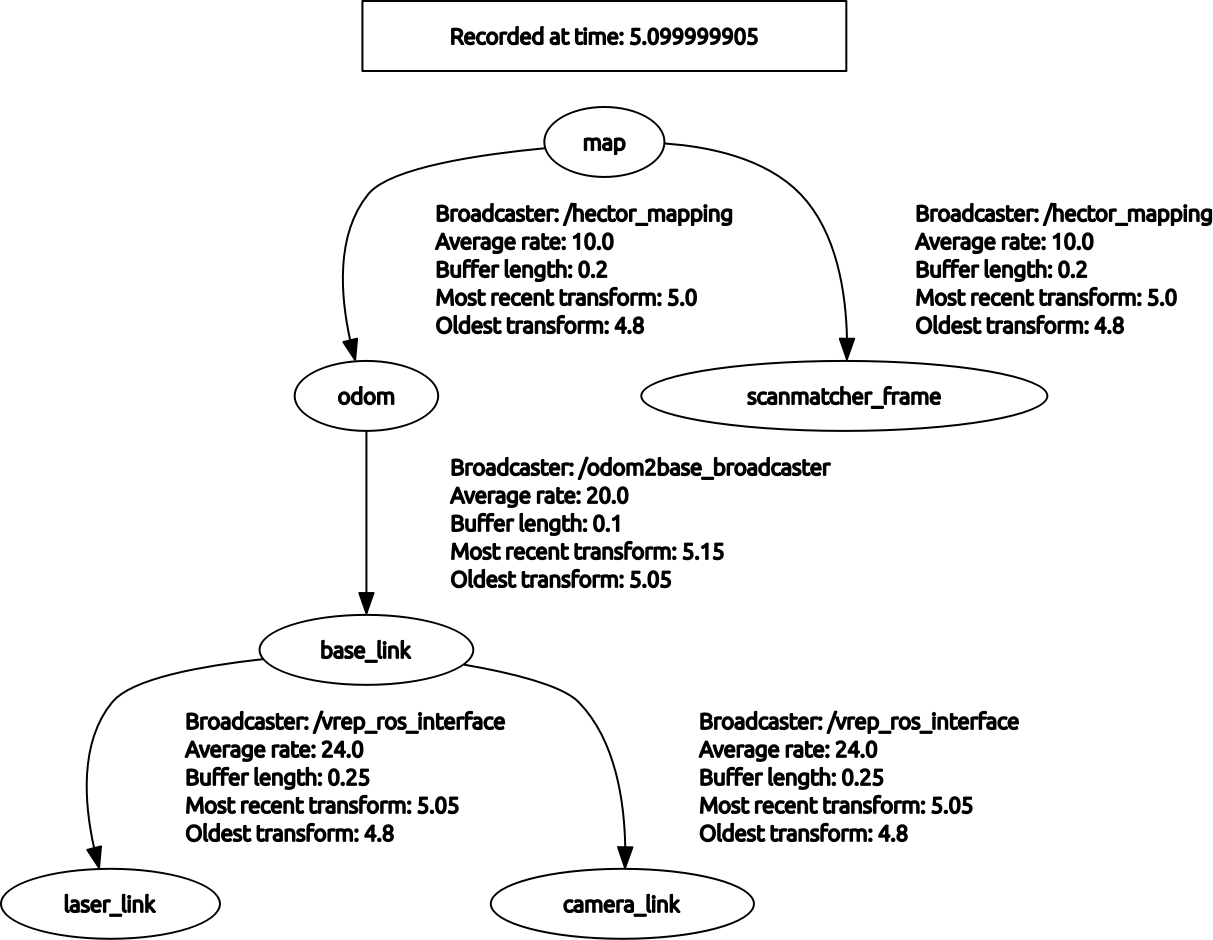 Recorded at time: 5.099999905
map
Broadcaster: /hector_mapping
Average rate: 10.0
Buffer length: 0.2
Most recent transform: 5.0
Oldest transform: 4.8
Broadcaster: /hector_mapping
Average rate: 10.0
Buffer length: 0.2
Most recent transform: 5.0
Oldest transform: 4.8
odom
scanmatcher_frame
Broadcaster: /odom2base_broadcaster
Average rate: 20.0
Buffer length: 0.1
Most recent transform: 5.15
Oldest transform: 5.05
base_link
Broadcaster: /vrep_ros_interface
Average rate: 24.0
Buffer length: 0.25
Most recent transform: 5.05
Oldest transform: 4.8
Broadcaster: /vrep_ros_interface
Average rate: 24.0
Buffer length: 0.25
Most recent transform: 5.05
Oldest transform: 4.8
laser_link
camera_link